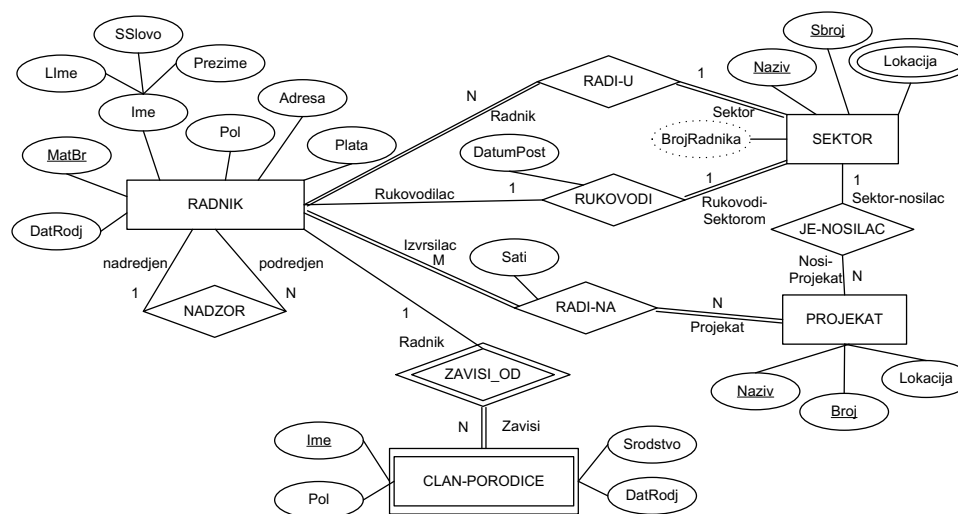 SSlovo
LIme
Prezime
Ime
Adresa
Pol
MatBr
Plata
RADNIK
DatRodj
nadredjen
podredjen
1
N
NADZOR
N
Radnik
RADI-U
1
Sektor
Sbroj
Naziv
Lokacija
SEKTOR
BrojRadnika
DatumPost
Rukovodilac
1
RUKOVODI
1
Rukovodi-
Sektorom
1
Sektor-nosilac
JE-NOSILAC
Nosi-
Projekat
N
Izvrsilac
M
Sati
RADI-NA
N
Projekat
PROJEKAT
Naziv
Broj
Lokacija
1
Radnik
ZAVISI_OD
N
Zavisi
Ime
Pol
CLAN-PORODICE
Srodstvo
DatRodj